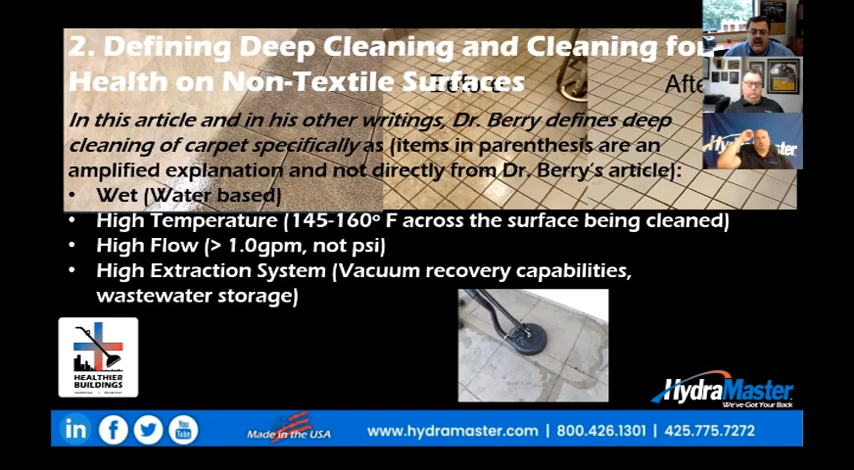 2. Defining Deep Cleaning and Cleaning for
Health on Non-Textile Surfaces
After
In this article and in his other writings, Dr. Berry defines deep
cleaning of carpet specifically as (items in parenthesis are an
amplified explanation and not directly from Dr. Berry's article):
• Wet (Water based)
• High Temperature (145-160º F across the surface being cleaned)
• High Flow (> 1.0gpm, not psi)
• High Extraction System (Vacuum recovery capabilities,
wastewater storage)
HEALTHIER
BUILDINGS
HydraMaster
We've Got Your Back
in
f
You
Tube
Made in the USA
www.hydramaster.com | 800.426.1301 | 425.775.7272